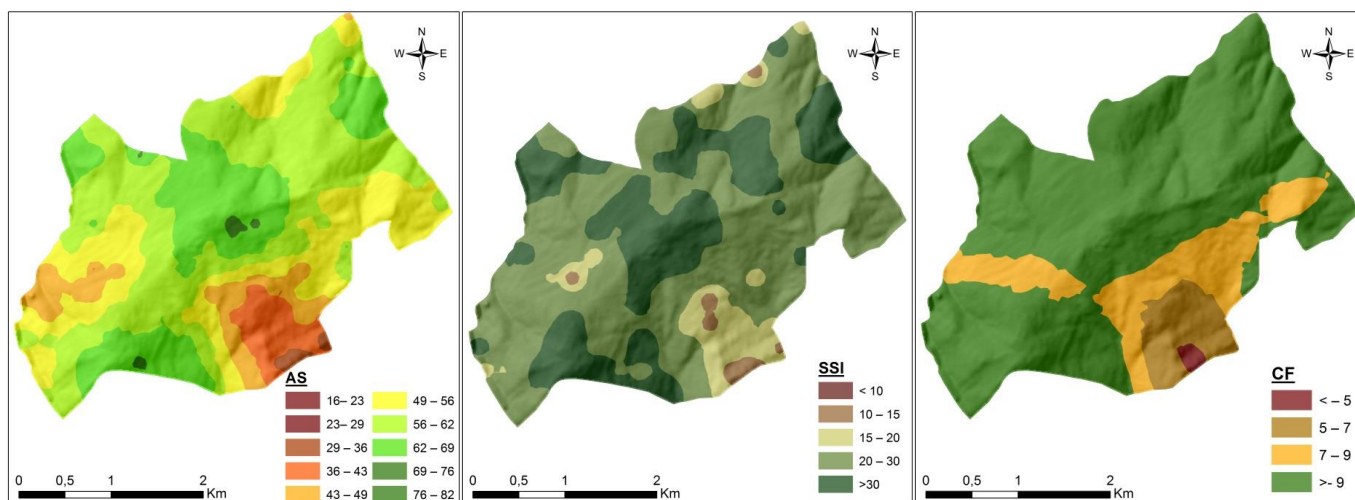 N
W E
S
AS
16 – 23
23 – 29
29 – 36
36 – 43
43 – 49
49 – 56
56 – 62
62 – 69
69 – 76
76 – 82
0 0,5 1 2
Km
N
W E
S
SSI
< 10
10 – 15
15 – 20
20 – 30
>30
0 0,5 1 2
Km
N
W E
S
CF
< – 5
5 – 7
7 – 9
>- 9
0 0,5 1 2
Km